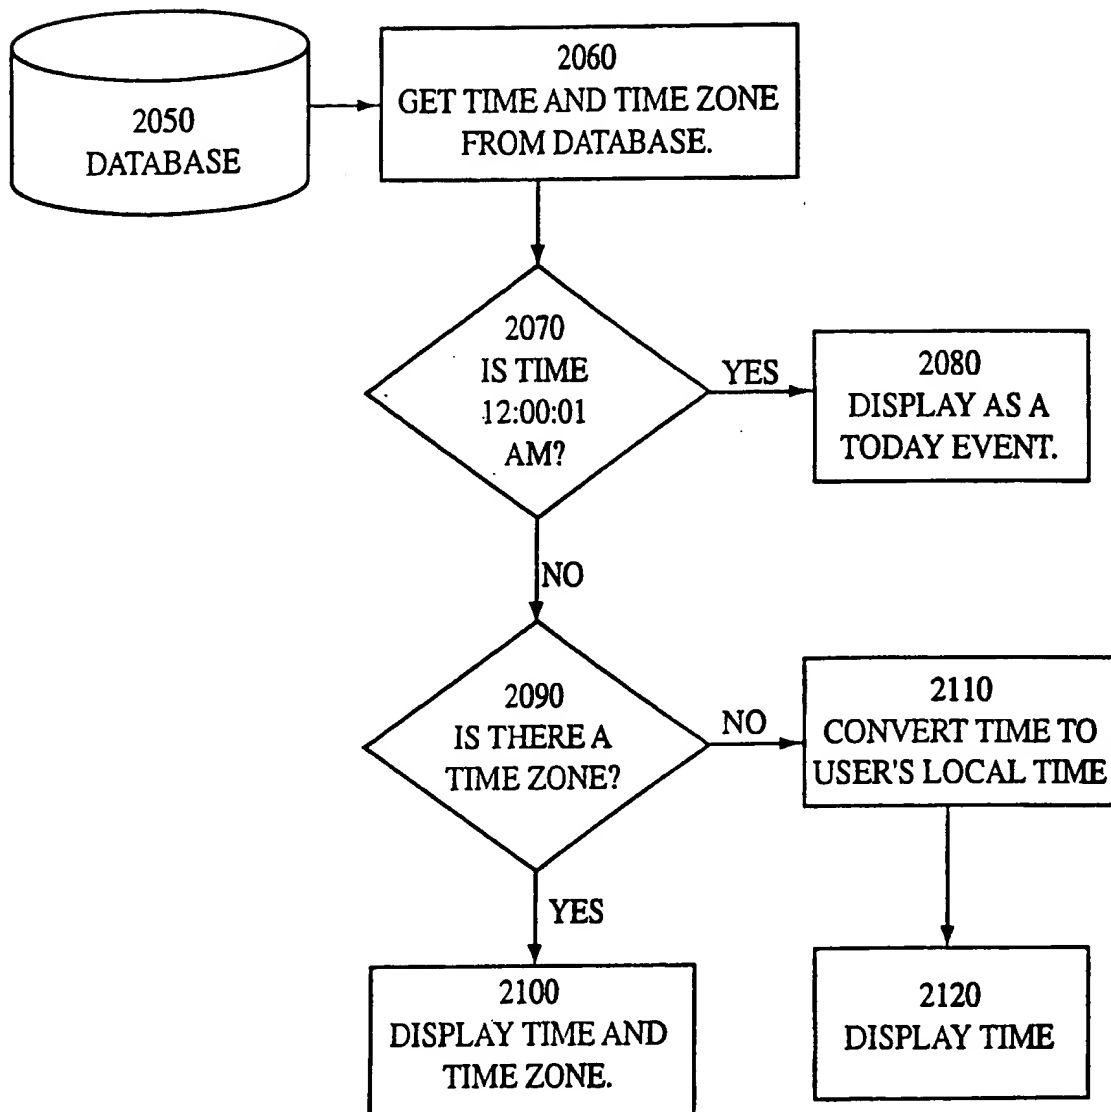 2050
DATABASE
2060
GET TIME AND TIME ZONE
FROM DATABASE.
2070
IS TIME
12:00:01
AM?
YES
2080
DISPLAY AS A
TODAY EVENT.
NO
2090
IS THERE A
TIME ZONE?
NO
2110
CONVERT TIME TO
USER'S LOCAL TIME
YES
2100
DISPLAY TIME AND
TIME ZONE.
2120
DISPLAY TIME